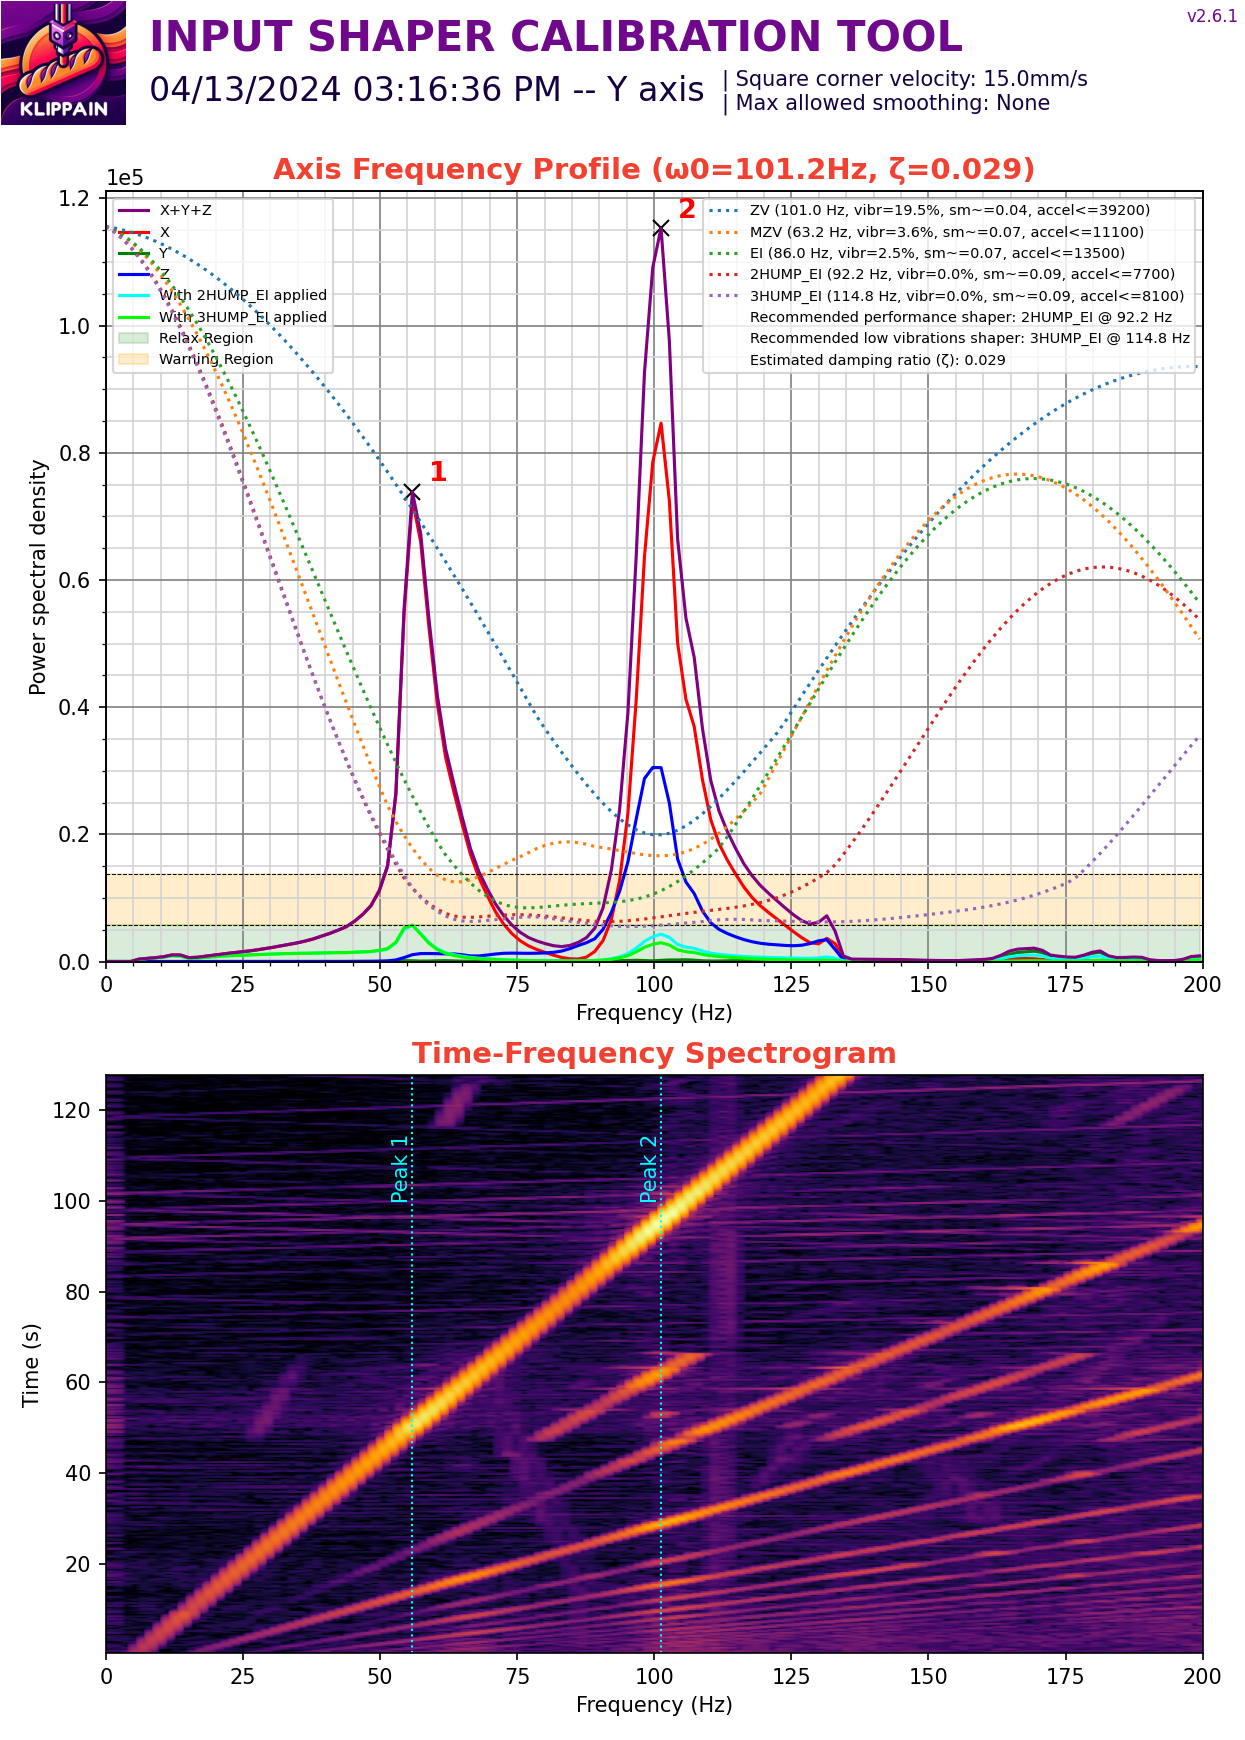 v2.6.1
INPUT SHAPER CALIBRATION TOOL
KLIPPAIN
04/13/2024 03:16:36 PM -- Y axis
| Square corner velocity: 15.0mm/s
| Max allowed smoothing: None
Axis Frequency Profile (ω0=101.2Hz, ζ=0.029)
1e5
1.2
1.0
0.8
0.6
0.4
0.2
0.0
Power spectral density
X+Y+Z
X
Y
Z
With 2HUMP_EI applied
With 3HUMP_EI applied
Relax Region
Warning Region
1
2
ZV (101.0 Hz, vibr=19.5%, sm~=0.04, accel<=39200)
MZV (63.2 Hz, vibr=3.6%, sm~=0.07, accel<=11100)
EI (86.0 Hz, vibr=2.5%, sm~=0.07, accel<=13500)
2HUMP_EI (92.2 Hz, vibr=0.0%, sm~=0.09, accel<=7700)
3HUMP_EI (114.8 Hz, vibr=0.0%, sm~=0.09, accel<=8100)
Recommended performance shaper: 2HUMP_EI @ 92.2 Hz
Recommended low vibrations shaper: 3HUMP_EI @ 114.8 Hz
Estimated damping ratio (ζ): 0.029
0 25 50 75 100 125 150 175 200
Frequency (Hz)
Time-Frequency Spectrogram
120
100
80
60
40
20
Time (s)
Peak 1
Peak 2
0 25 50 75 100 125 150 175 200
Frequency (Hz)